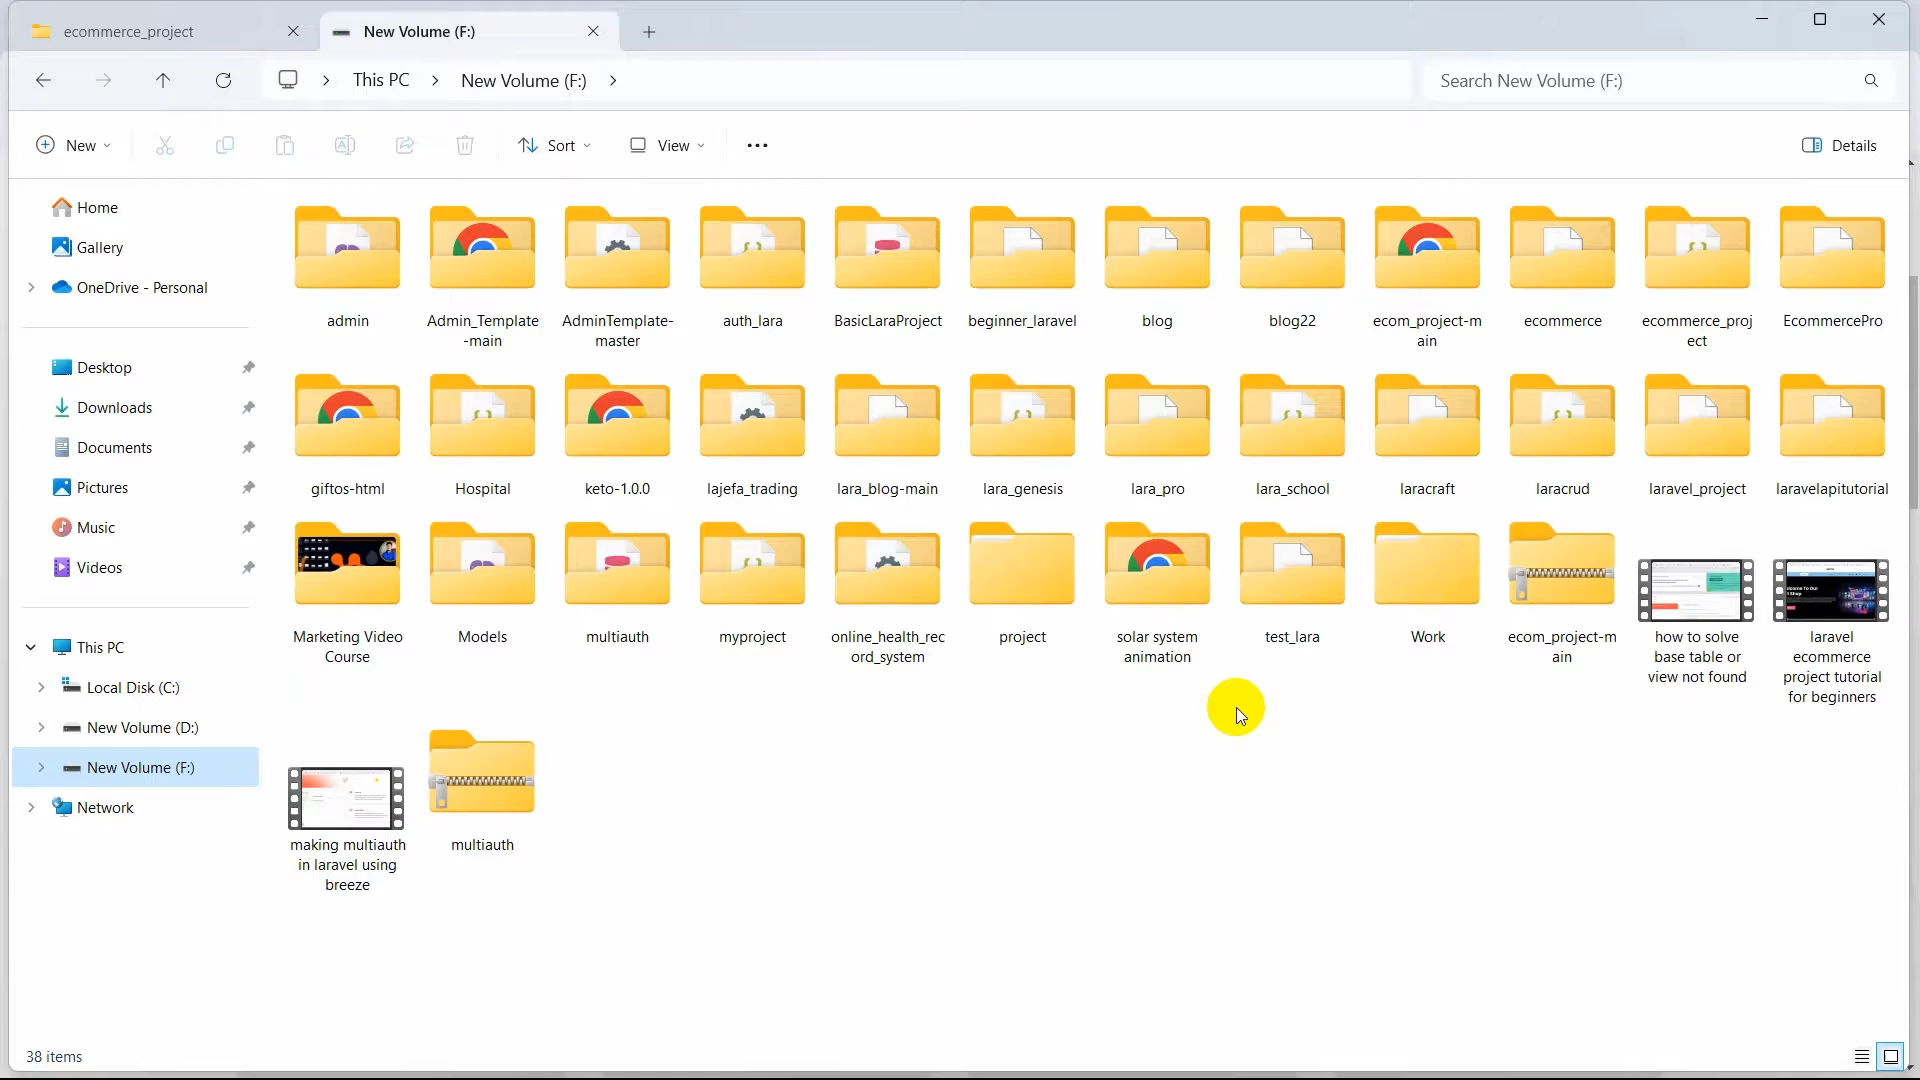 ecommerce_project
New Volume (F:)
This PC
New Volume (F:)
Search New Volume (F:)
New
Sort
View
Details
Home
Gallery
OneDrive - Personal
Desktop
Downloads
Documents
Pictures
Music
Videos
This PC
Local Disk (C:)
New Volume (D:)
New Volume (F:)
Network
admin
Admin_Template
-main
AdminTemplate-
master
auth_lara
BasicLaraProject
beginner_laravel
blog
blog22
ecom_project-m
ain
ecommerce
ecommerce_proj
ect
EcommercePro
giftos-html
Hospital
keto-1.0.0
lajefa_trading
lara_blog-main
lara_genesis
lara_pro
lara_school
laracraft
laracrud
laravel_project
laravelapitutorial
Marketing Video
Course
Models
multiauth
myproject
online_health_rec
ord_system
project
solar system
animation
test_lara
Work
ecom_project-m
ain
how to solve
base table or
view not found
laravel
ecommerce
project tutorial
for beginners
making multiauth
in laravel using
breeze
multiauth
38 items